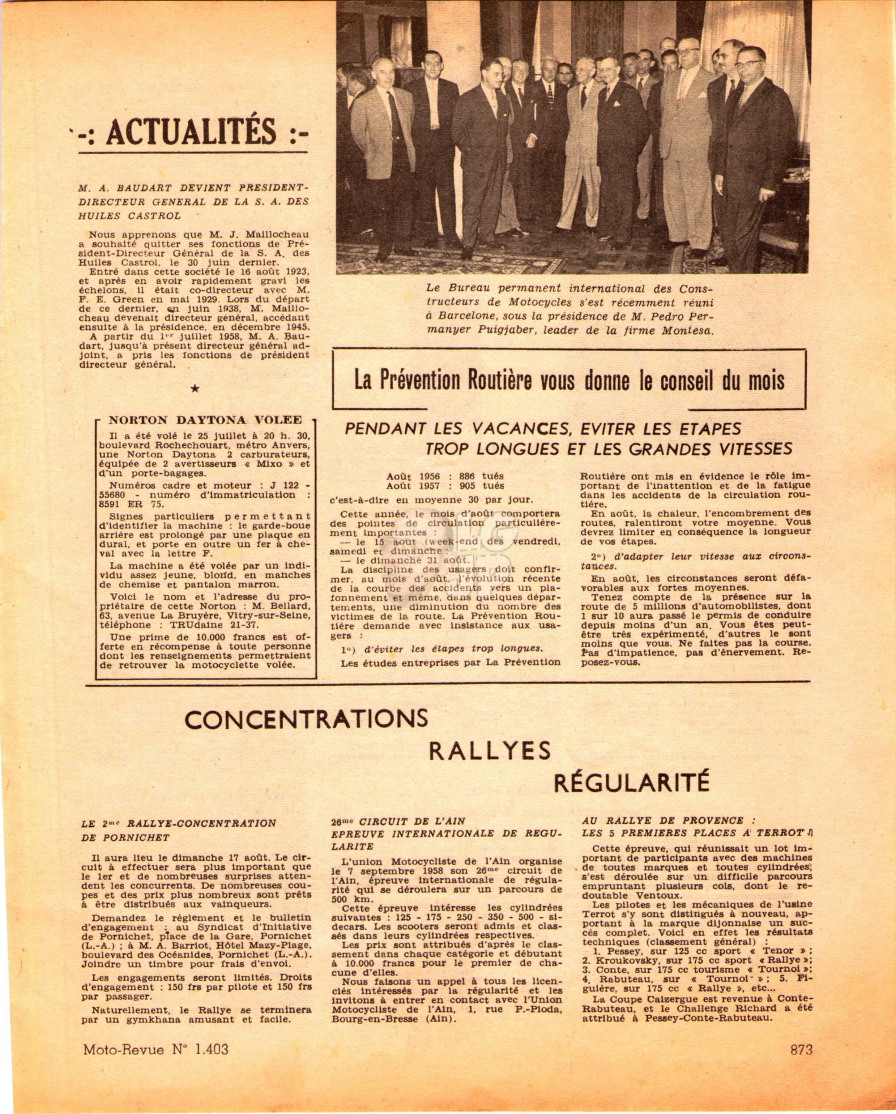 -: ACTUALITÉS :-
M. A. BAUDART DEVIENT PRESIDENT-
DIRECTEUR GENERAL DE LA S. A. DES
HUILES CASTROL
Nous apprenons que M. J. Maillocheau
a souhaité quitter ses fonctions de Pré-
sident-Directeur Général de la S. A. des
Huiles Castrol, le 30 juin dernier.
Entré dans cette société le 16 août 1923,
et après en avoir rapidement gravi les
échelons, il était co-directeur avec M.
F. E. Green en mai 1929. Lors du départ
de ce dernier, en juin 1938, M. Maillo-
cheau devenait directeur général, accédant
ensuite à la présidence, en décembre 1945.
A partir du 1er juillet 1958, M. A. Bau-
dart, jusqu'à présent directeur général ad-
joint, a pris les fonctions de président
directeur général.
★
NORTON DAYTONA VOLEE
Il a été volé le 25 juillet à 20 h. 30,
boulevard Rochechouart, métro Anvers,
une Norton Daytona 2 carburateurs,
équipée de 2 avertisseurs « Mixo » et
d'un porte-bagages.
Numéros cadre et moteur : J 122 -
55680 - numéro d'immatriculation :
8591 ER 75.
Signes particuliers permettant
d'identifier la machine : le garde-boue
arrière est prolongé par une plaque en
dural, et porte en outre un fer à che-
val avec la lettre F.
La machine a été volée par un indi-
vidu assez jeune, blond, en manches
de chemise et pantalon marron.
Voici le nom et l'adresse du pro-
priétaire de cette Norton : M. Bellard,
63, avenue La Bruyère, Vitry-sur-Seine,
téléphone : TRUdaine 21-37.
Une prime de 10.000 francs est of-
ferte en récompense à toute personne
dont les renseignements permettraient
de retrouver la motocyclette volée.
Le Bureau permanent international des Cons-
tructeurs de Motocycles s'est récemment réuni
à Barcelone, sous la présidence de M. Pedro Per-
manyer Puigjaber, leader de la firme Montesa.
La Prévention Routière vous donne le conseil du mois
PENDANT LES VACANCES, EVITER LES ETAPES
TROP LONGUES ET LES GRANDES VITESSES
Août 1956 : 886 tués
Août 1957 : 905 tués
c'est-à-dire en moyenne 30 par jour.
Cette année, le mois d'août comportera
des pointes de circulation particulière-
ment importantes :
— le 15 août (week-end des vendredi,
samedi et dimanche :
— le dimanche 31 août.
La discipline des usagers doit confir-
mer, au mois d'août, l'évolution récente
de la courbe des accidents vers un pla-
fonnement et même, dans quelques dépar-
tements, une diminution du nombre des
victimes de la route. La Prévention Rou-
tière demande avec insistance aux usa-
gers :
1°) d'éviter les étapes trop longues.
Les études entreprises par La Prévention
Routière ont mis en évidence le rôle im-
portant de l'inattention et de la fatigue
dans les accidents de la circulation rou-
tière.
En août, la chaleur, l'encombrement des
routes, ralentiront votre moyenne. Vous
devrez limiter en conséquence la longueur
de vos étapes.
2°) d'adapter leur vitesse aux circons-
tances.
En août, les circonstances seront défa-
vorables aux fortes moyennes.
Tenez compte de la présence sur la
route de 5 millions d'automobilistes, dont
1 sur 10 aura passé le permis de conduire
depuis moins d'un an. Vous êtes peut-
être très expérimenté, d'autres le sont
moins que vous. Ne faites pas la course.
Pas d'impatience, pas d'énervement. Re-
posez-vous.
CONCENTRATIONS
RALLYES
RÉGULARITÉ
LE 2me RALLYE-CONCENTRATION
DE PORNICHET
Il aura lieu le dimanche 17 août. Le cir-
cuit à effectuer sera plus important que
le 1er et de nombreuses surprises atten-
dent les concurrents. De nombreuses cou-
pes et des prix plus nombreux sont prêts
à être distribués aux vainqueurs.
Demandez le règlement et le bulletin
d'engagement : au Syndicat d'Initiative
de Pornichet, place de la Gare, Pornichet
(L.-A.) ; à M. A. Barriot, Hôtel Mazy-Plage,
boulevard des Océanides, Pornichet (L.-A.).
Joindre un timbre pour frais d'envoi.
Les engagements seront limités. Droits
d'engagement : 150 frs par pilote et 150 frs
par passager.
Naturellement, le Rallye se terminera
par un gymkhana amusant et facile.
26me CIRCUIT DE L'AIN
EPREUVE INTERNATIONALE DE REGU-
LARITE
L'union Motocycliste de l'Ain organise
le 7 septembre 1958 son 26me circuit de
l'Ain, épreuve internationale de régula-
rité qui se déroulera sur un parcours de
500 km.
Cette épreuve intéresse les cylindrées
suivantes : 125 - 175 - 250 - 350 - 500 - si-
decars. Les scooters seront admis et clas-
sés dans leurs cylindrées respectives.
Les prix sont attribués d'après le clas-
sement dans chaque catégorie et débutant
à 10.000 francs pour le premier de cha-
cune d'elles.
Nous faisons un appel à tous les licen-
ciés intéressés par la régularité et les
invitons à entrer en contact avec l'Union
Motocycliste de l'Ain, 1, rue P.-Pioda,
Bourg-en-Bresse (Ain).
AU RALLYE DE PROVENCE :
LES 5 PREMIERES PLACES A TERROT !
Cette épreuve, qui réunissait un lot im-
portant de participants avec des machines
de toutes marques et toutes cylindrées,
s'est déroulée sur un difficile parcours
empruntant plusieurs cols, dont le re-
doutable Ventoux.
Les pilotes et les mécaniques de l'usine
Terrot s'y sont distingués à nouveau, ap-
portant à la marque dijonnaise un suc-
cès complet. Voici en effet les résultats
techniques (classement général) :
1. Pessey, sur 125 cc sport « Tenor » ;
2. Kroukovsky, sur 175 cc sport « Rallye » ;
3. Conte, sur 175 cc tourisme « Tournoi » ;
4. Rabuteau, sur « Tournoi » ; 5. Fi-
guière, sur 175 cc « Rallye », etc...
La Coupe Caizergue est revenue à Conte-
Rabuteau, et le Challenge Richard a été
attribué à Pessey-Conte-Rabuteau.
Moto-Revue N° 1.403
873